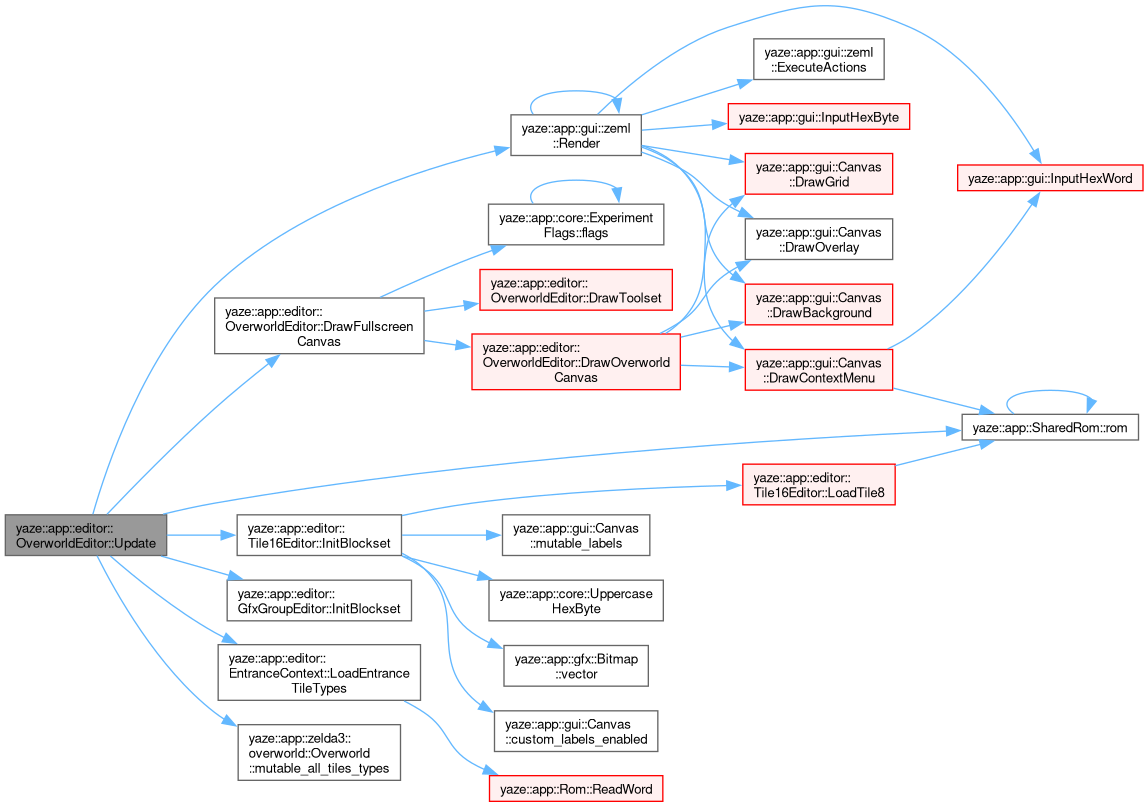 yaze::app::gui::zeml
::ExecuteActions
yaze::app::gui::InputHexByte
yaze::app::gui::zeml
::Render
yaze::app::gui::Canvas
::DrawGrid
yaze::app::gui::InputHexWord
yaze::app::core::Experiment
Flags::flags
yaze::app::gui::Canvas
::DrawOverlay
yaze::app::editor::
OverworldEditor::DrawToolset
yaze::app::gui::Canvas
::DrawBackground
yaze::app::editor::
OverworldEditor::DrawFullscreen
Canvas
yaze::app::editor::
OverworldEditor::DrawOverworld
Canvas
yaze::app::gui::Canvas
::DrawContextMenu
yaze::app::SharedRom::rom
yaze::app::editor::
Tile16Editor::LoadTile8
yaze::app::editor::
OverworldEditor::Update
yaze::app::editor::
Tile16Editor::InitBlockset
yaze::app::gui::Canvas
::mutable_labels
yaze::app::editor::
GfxGroupEditor::InitBlockset
yaze::app::core::Uppercase
HexByte
yaze::app::editor::
EntranceContext::LoadEntrance
TileTypes
yaze::app::gfx::Bitmap
::vector
yaze::app::gui::Canvas
::custom_labels_enabled
yaze::app::zelda3::
overworld::Overworld
::mutable_all_tiles_types
yaze::app::Rom::ReadWord